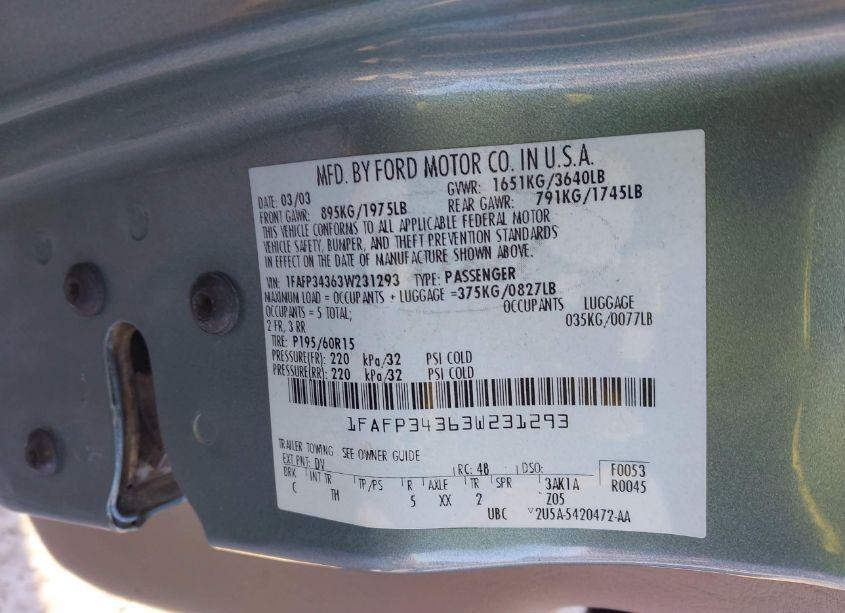 MFD. BY FORD MOTOR CO. IN U.S.A.
DATE: 03/03 GVWR: 1651KG/3640LB
FRONT GAWR: 895KG/1975LB REAR GAWR: 791KG/1745LB
THIS VEHICLE CONFORMS TO ALL APPLICABLE FEDERAL MOTOR
VEHICLE SAFETY, BUMPER, AND THEFT PREVENTION STANDARDS
IN EFFECT ON THE DATE OF MANUFACTURE SHOWN ABOVE.
VIN: 1FAFP34363W231293 TYPE: PASSENGER
MAXIMUM LOAD = OCCUPANTS + LUGGAGE =375KG/0827LB
OCCUPANTS = 5 TOTAL; OCCUPANTS LUGGAGE
2 FR, 3 RR 035KG/0077LB
TIRE: P195/60R15
PRESSURE(FR): 220 kPa/32 PSI COLD
PRESSURE(RR): 220 kPa/32 PSI COLD
1FAFP34363W231293
TRAILER TOWING: SEE OWNER GUIDE
EXT PNT: DV RC: 48 DSO: F0053
BRK INT TR TP/PS R AXLE TR SPR 3AK1A R0045
C TH 5 XX 2 Z05
UBC V2U5A-5420472-AA